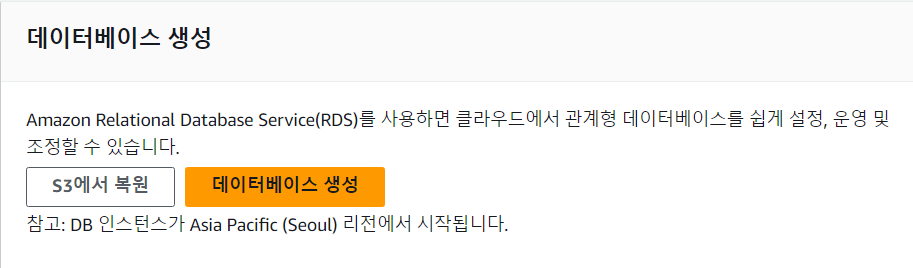 데이터베이스 생성
Amazon Relational Database Service(RDS)를 사용하면 클라우드에서 관계형 데이터베이스를 쉽게 설정, 운영 및
조정할 수 있습니다.
S3에서 복원
데이터베이스 생성
참고: DB 인스턴스가 Asia Pacific (Seoul) 리전에서 시작됩니다.